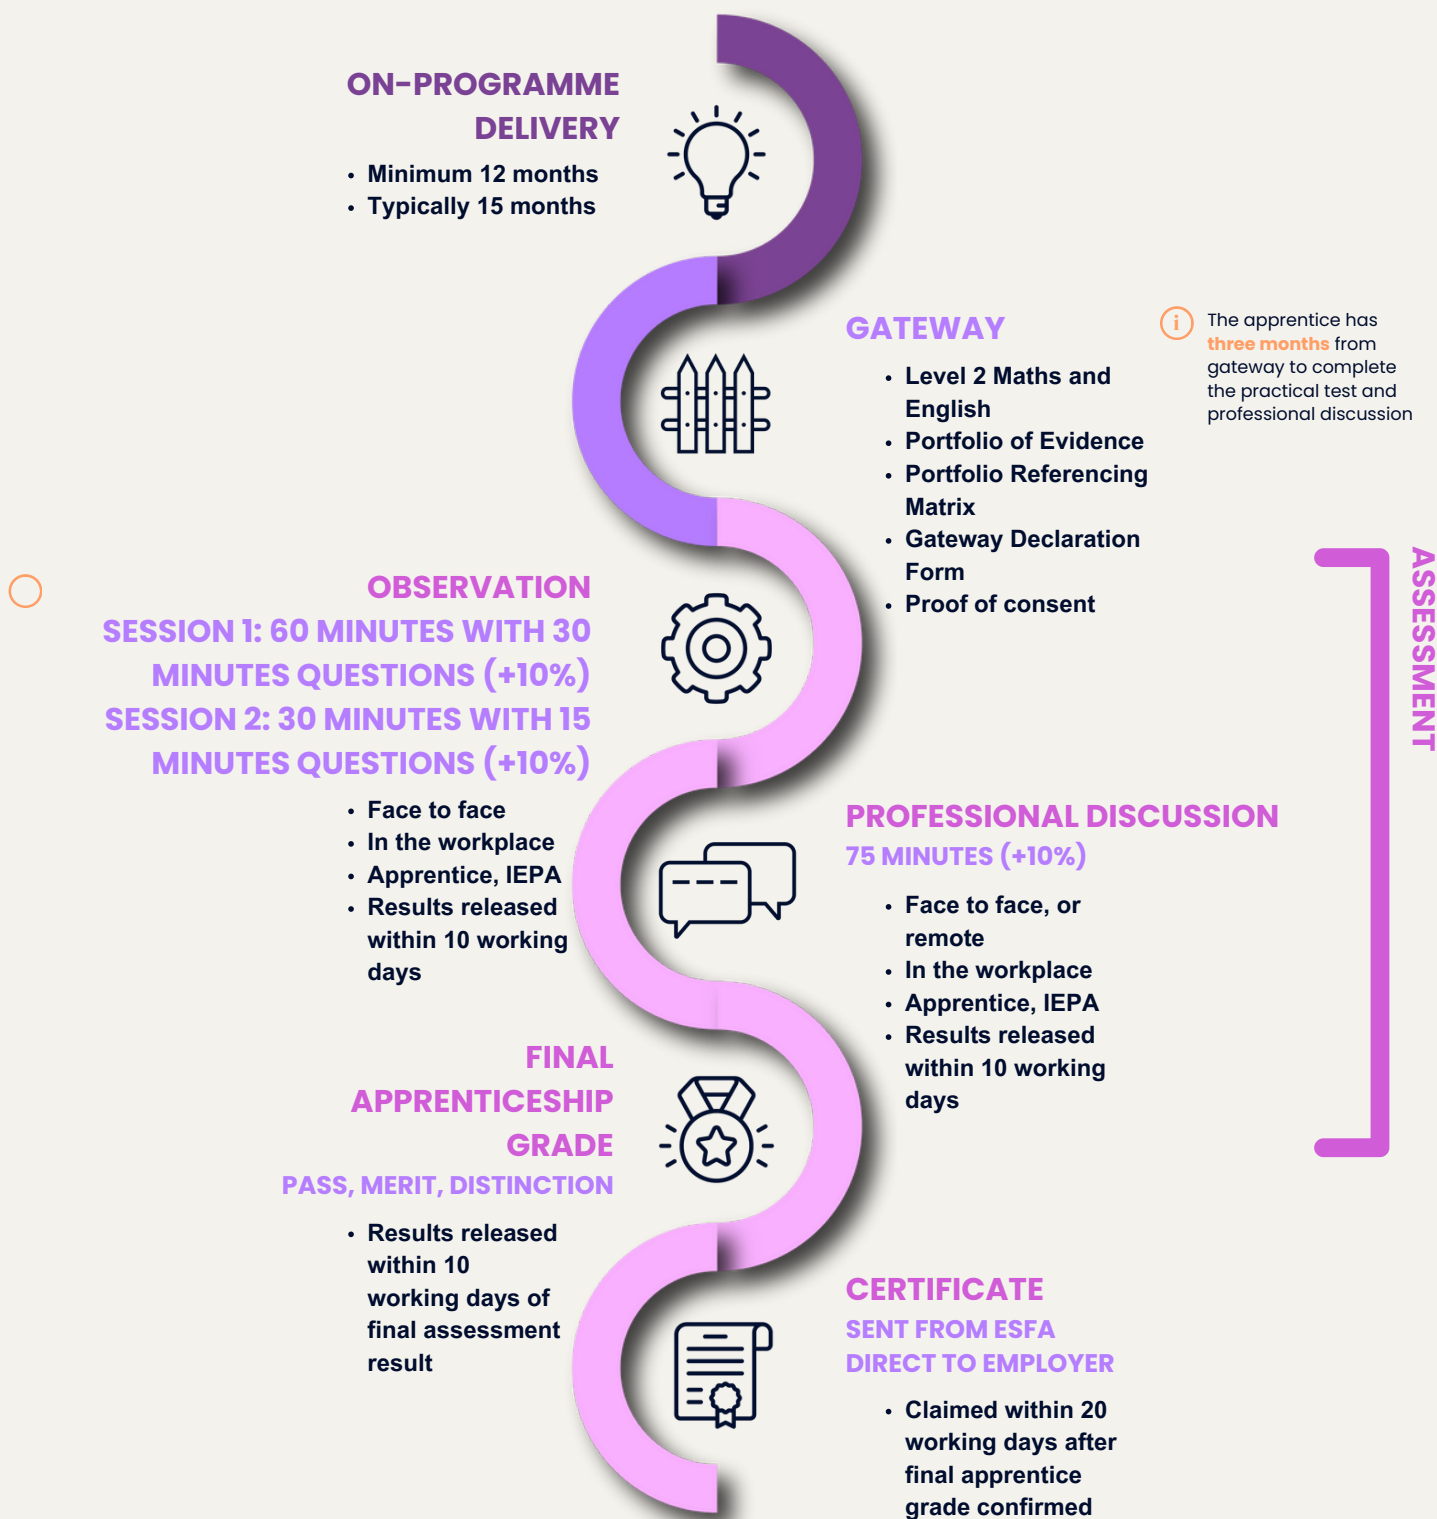 ON-PROGRAMME
DELIVERY
• Minimum 12 months
• Typically 15 months
GATEWAY
• Level 2 Maths and
English
• Portfolio of Evidence
• Portfolio Referencing
Matrix
• Gateway Declaration
Form
• Proof of consent
i
The apprentice has
three months from
gateway to complete
the practical test and
professional discussion
ASSESSMENT
OBSERVATION
SESSION 1: 60 MINUTES WITH 30
MINUTES QUESTIONS (+10%)
SESSION 2: 30 MINUTES WITH 15
MINUTES QUESTIONS (+10%)
• Face to face
• In the workplace
• Apprentice, IEPA
• Results released
within 10 working
days
PROFESSIONAL DISCUSSION
75 MINUTES (+10%)
• Face to face, or
remote
• In the workplace
• Apprentice, IEPA
• Results released
within 10 working
days
FINAL
APPRENTICESHIP
GRADE
PASS, MERIT, DISTINCTION
• Results released
within 10
working days of
final assessment
result
CERTIFICATE
SENT FROM ESFA
DIRECT TO EMPLOYER
• Claimed within 20
working days after
final apprentice
grade confirmed